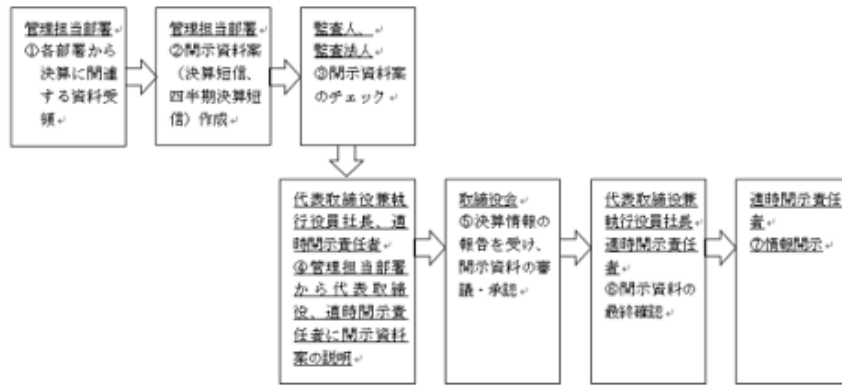 管理担当部署
①各部署から
決算に関連
する資料受
領
管理担当部署
②開示資料案
（決算短信、
四半期決算短
信）作成
監査人、
監査法人
③開示資料案
のチェック
代表取締役兼執
行役員社長、適
時開示責任者
④管理担当部署
から代表取締
役、適時開示責
任者に開示資料
案の説明
取締役会
⑤決算情報の
報告を受け、
開示資料の審
議・承認
代表取締役兼
執行役員社長
適時開示責任
者
⑥開示資料の
最終確認
適時開示責任
者
⑦情報開示